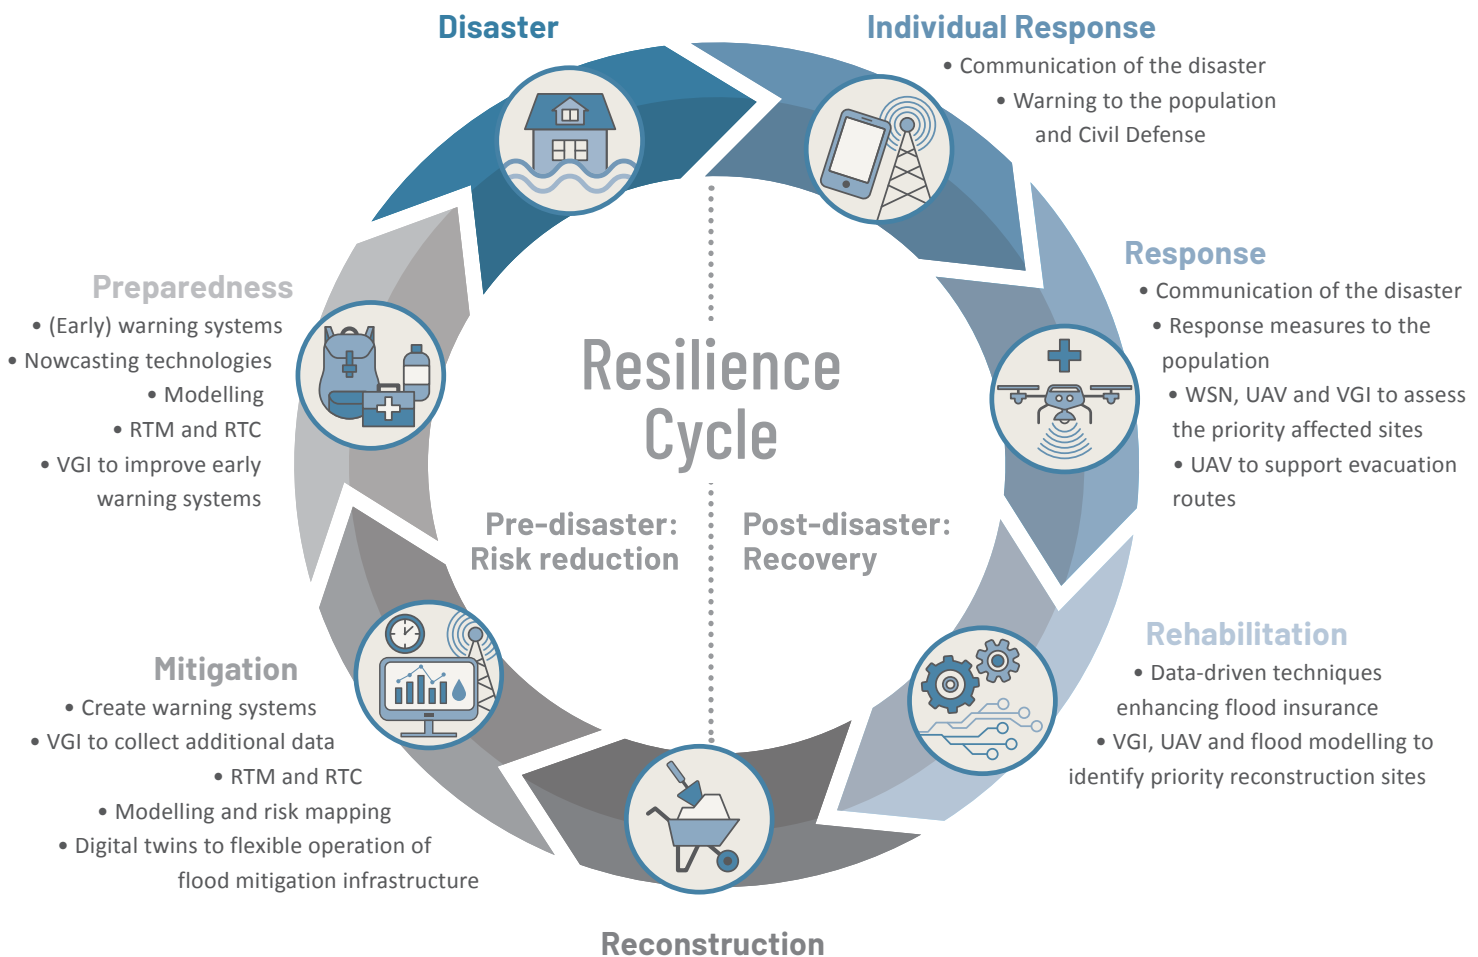 Disaster
Individual Response
• Communication of the disaster
• Warning to the population
and Civil Defense
Response
• Communication of the disaster
• Response measures to the
population
• WSN, UAV and VGI to assess
the priority affected sites
• UAV to support evacuation
routes
Rehabilitation
• Data-driven techniques
enhancing flood insurance
• VGI, UAV and flood modelling to
identify priority reconstruction sites
Reconstruction
Mitigation
• Create warning systems
• VGI to collect additional data
• RTM and RTC
• Modelling and risk mapping
• Digital twins to flexible operation of
flood mitigation infrastructure
Preparedness
• (Early) warning systems
• Nowcasting technologies
• Modelling
• RTM and RTC
• VGI to improve early
warning systems
Resilience
Cycle
Pre-disaster:
Risk reduction
Post-disaster:
Recovery